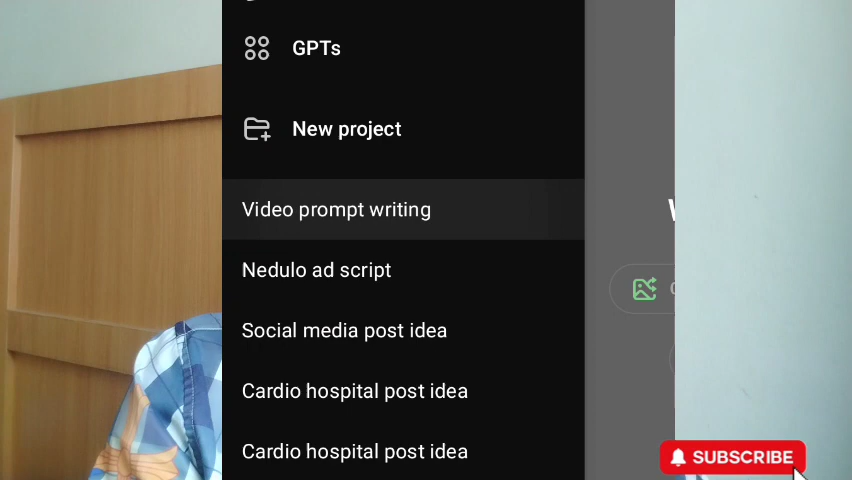 GPTs
New project
Video prompt writing
Nedulo ad script
Social media post idea
Cardio hospital post idea
Cardio hospital post idea
SUBSCRIBE